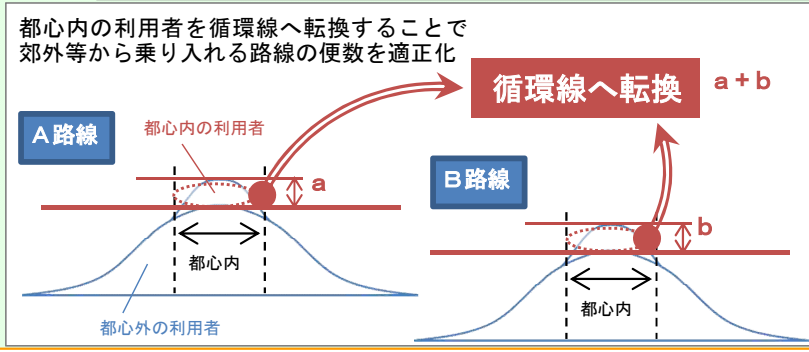 都心内の利用者を循環線へ転換することで
郊外等から乗り入れる路線の便数を適正化
循環線へ転換
a+b
A路線
都心内の利用者
a
都心内
都心外の利用者
B路線
b
都心内